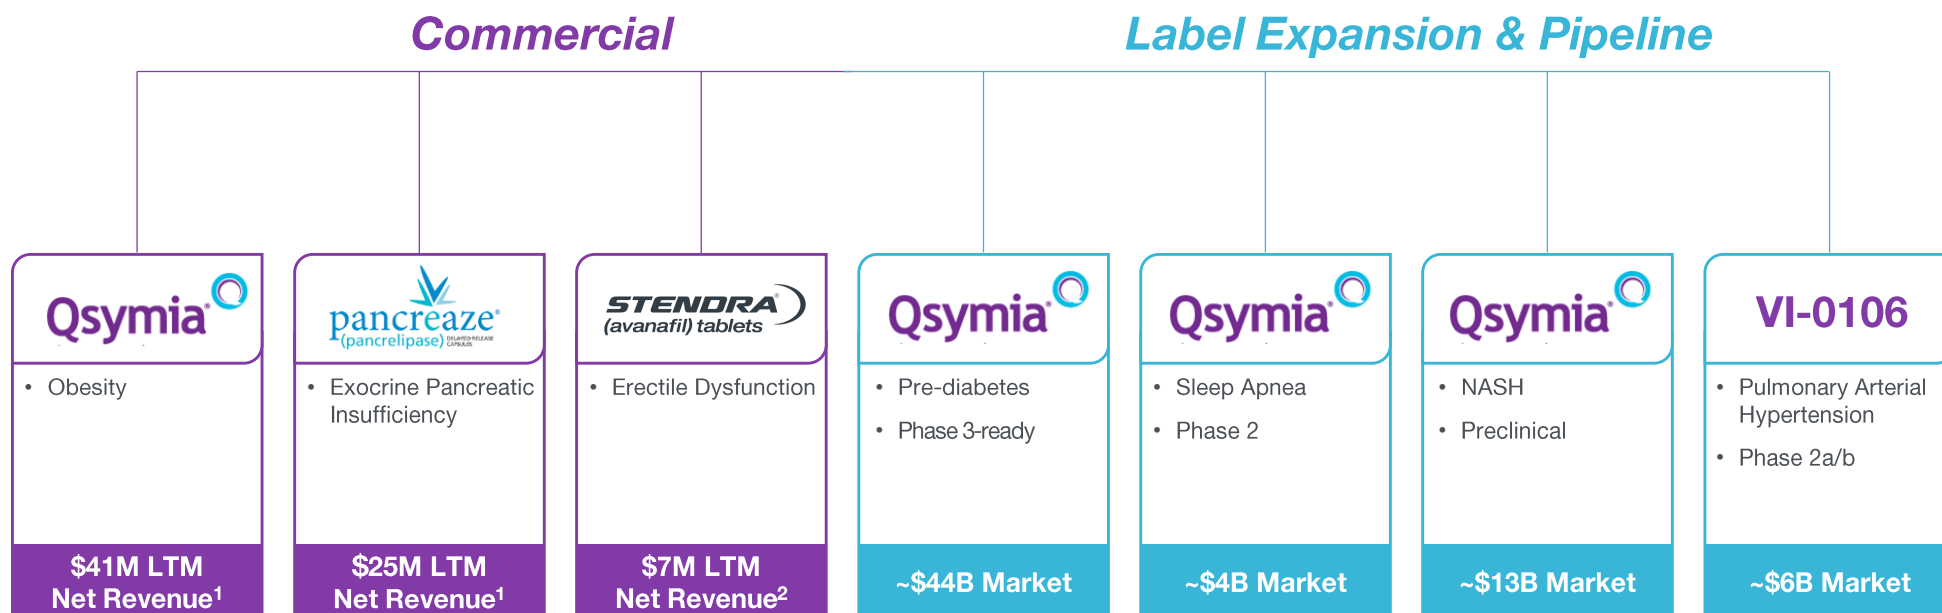 Commercial
Label Expansion & Pipeline
Qsymia®
• Obesity
$41M LTM
Net Revenue1
pancreaze®
(pancrelipase) DELAYED-RELEASE
CAPSULES
• Exocrine Pancreatic
Insufficiency
$25M LTM
Net Revenue1
STENDRA®
(avanafil) tablets
• Erectile Dysfunction
$7M LTM
Net Revenue2
Qsymia®
• Pre-diabetes
• Phase 3-ready
~$44B Market
Qsymia®
• Sleep Apnea
• Phase 2
~$4B Market
Qsymia®
• NASH
• Preclinical
~$13B Market
VI-0106
• Pulmonary Arterial
Hypertension
• Phase 2a/b
~$6B Market